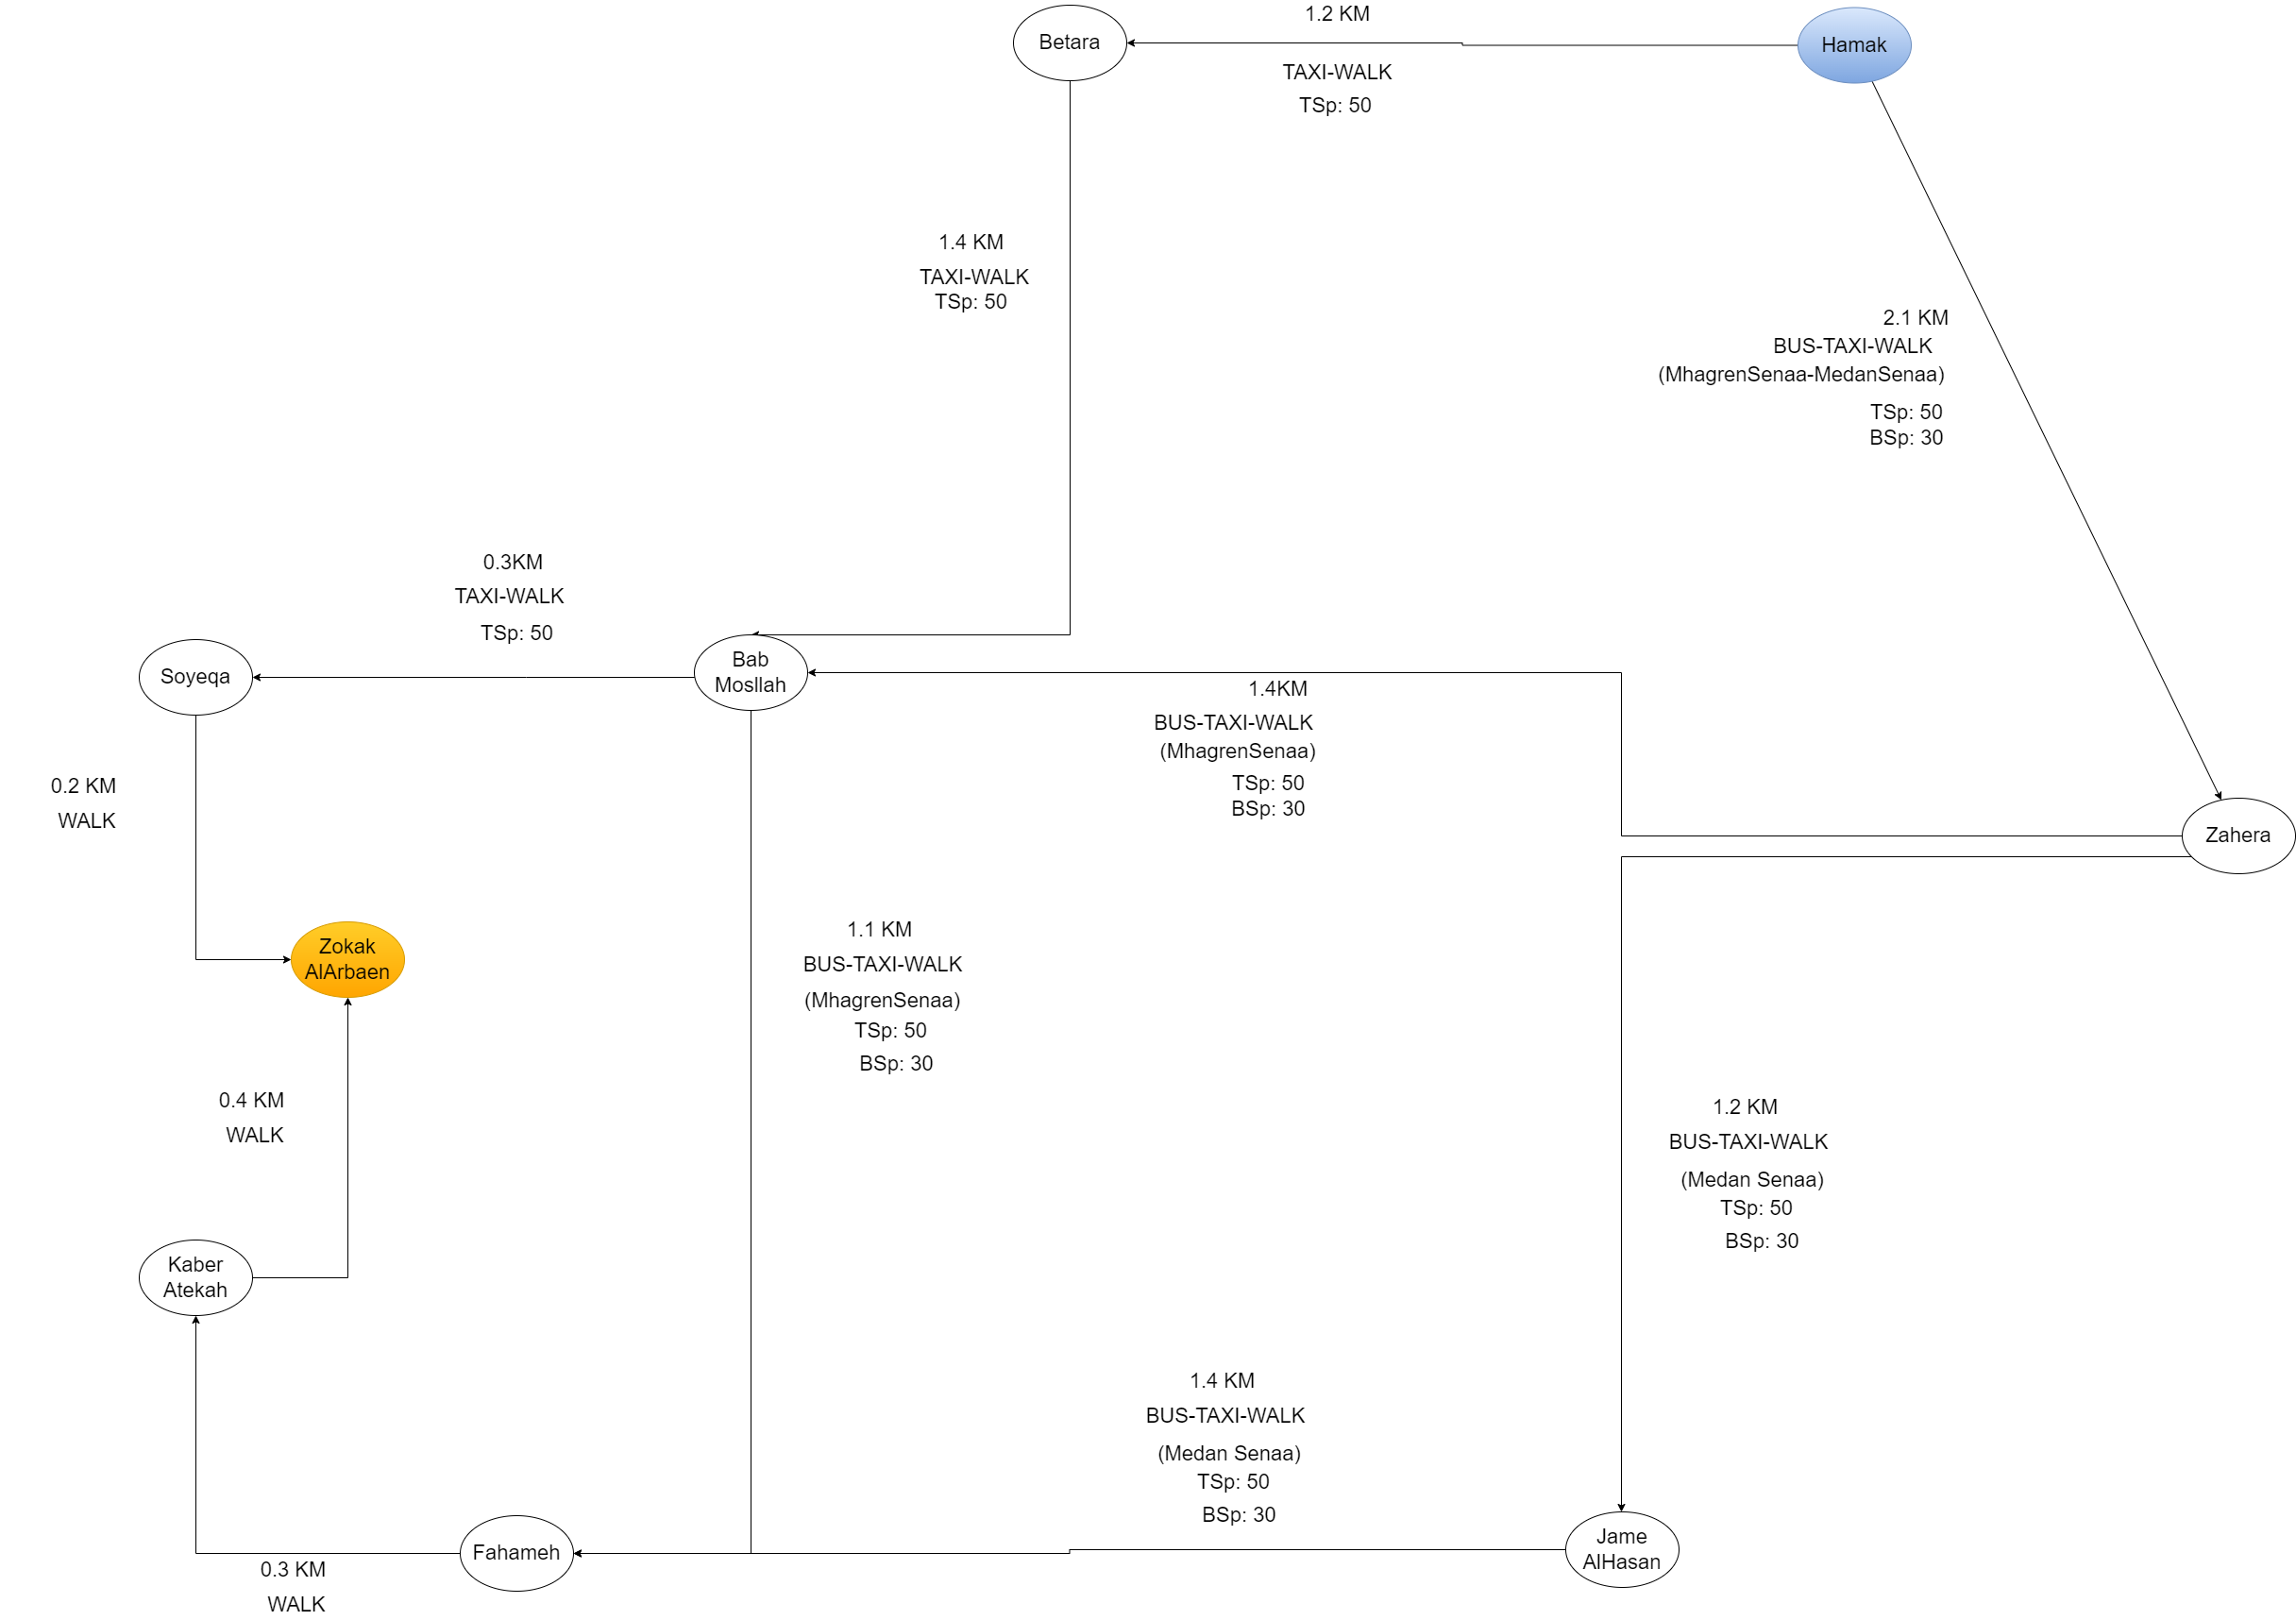 1.2 KM
Betara
Hamak
TAXI-WALK
TSp: 50
1.4 KM
TAXI-WALK
TSp: 50
2.1 KM
BUS-TAXI-WALK
(MhagrenSenaa-MedanSenaa)
TSp: 50
BSp: 30
0.3KM
TAXI-WALK
TSp: 50
Soyeqa
Bab
Mosllah
1.4KM
BUS-TAXI-WALK
(MhagrenSenaa)
TSp: 50
BSp: 30
0.2 KM
WALK
Zahera
Zokak
AlArbaen
1.1 KM
BUS-TAXI-WALK
(MhagrenSenaa)
TSp: 50
BSp: 30
0.4 KM
WALK
1.2 KM
BUS-TAXI-WALK
(Medan Senaa)
TSp: 50
BSp: 30
Kaber
Atekah
1.4 KM
BUS-TAXI-WALK
(Medan Senaa)
TSp: 50
BSp: 30
Fahameh
Jame
AlHasan
0.3 KM
WALK